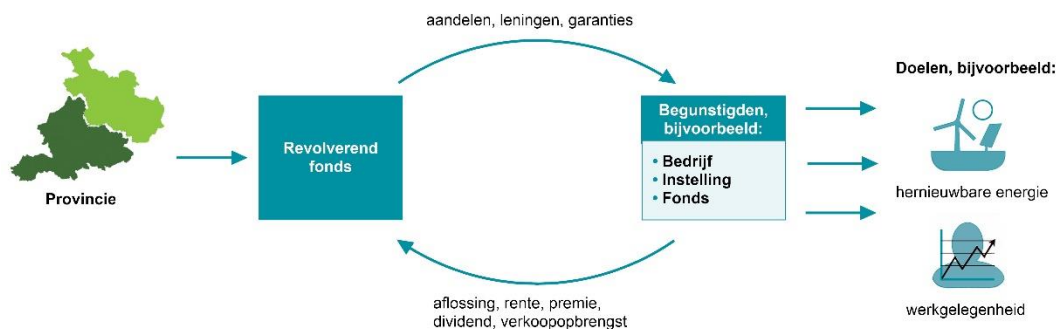 aandelen, leningen, garanties
Provincie
Revolverend
fonds
Begunstigden,
bijvoorbeeld:
• Bedrijf
• Instelling
• Fonds
aflossing, rente, premie,
dividend, verkoopopbrengst
Doelen, bijvoorbeeld:
hernieuwbare energie
werkgelegenheid